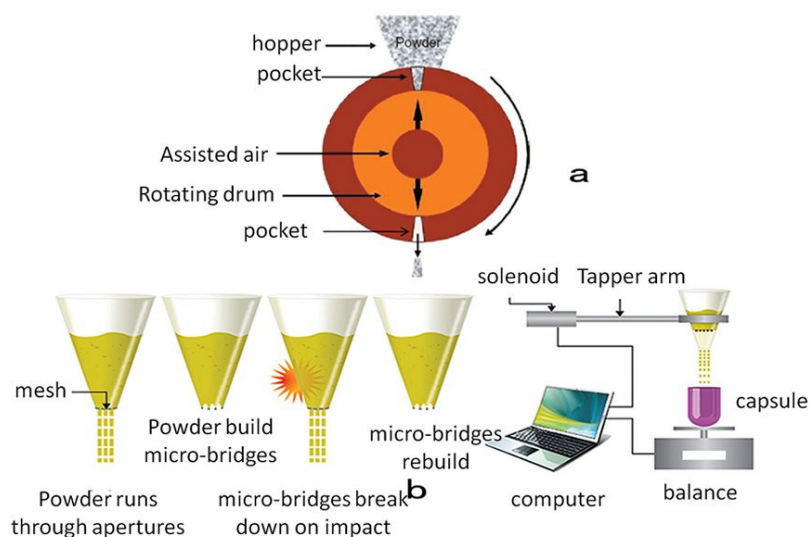 hopper
Powder
pocket
Assisted air
a
Rotating drum
pocket
solenoid
Tapper arm
mesh
Powder build
micro-bridges
micro-bridges
rebuild
capsule
Powder runs
through apertures
micro-bridges break
down on impact
b
computer
balance